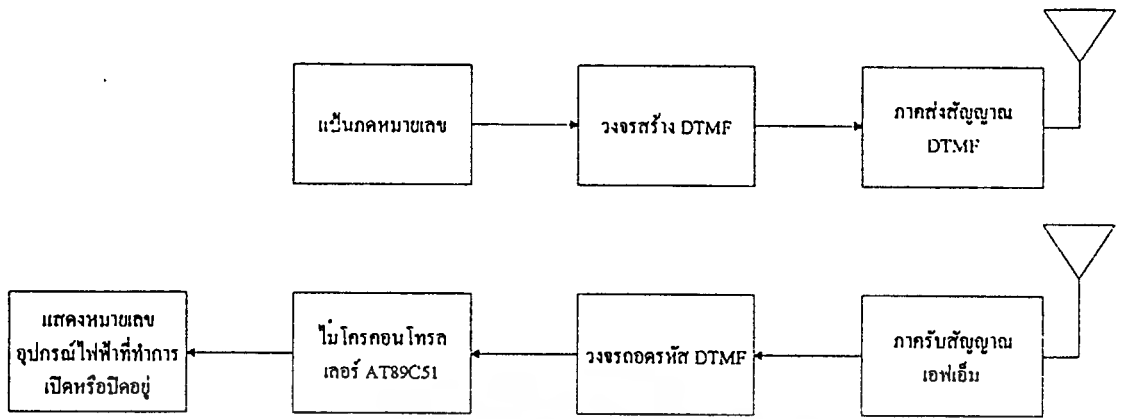 แป้นกดหมายเลข
วงจรสร้าง DTMF
ภาคส่งสัญญาณ
DTMF
แสดงหมายเลข
อุปกรณ์ไฟฟ้าที่ทำการ
เปิดหรือปิดอยู่
ไมโครคอนโทรล
เลอร์ AT89C51
วงจรถอดรหัส DTMF
ภาครับสัญญาณ
เอฟเอ็ม